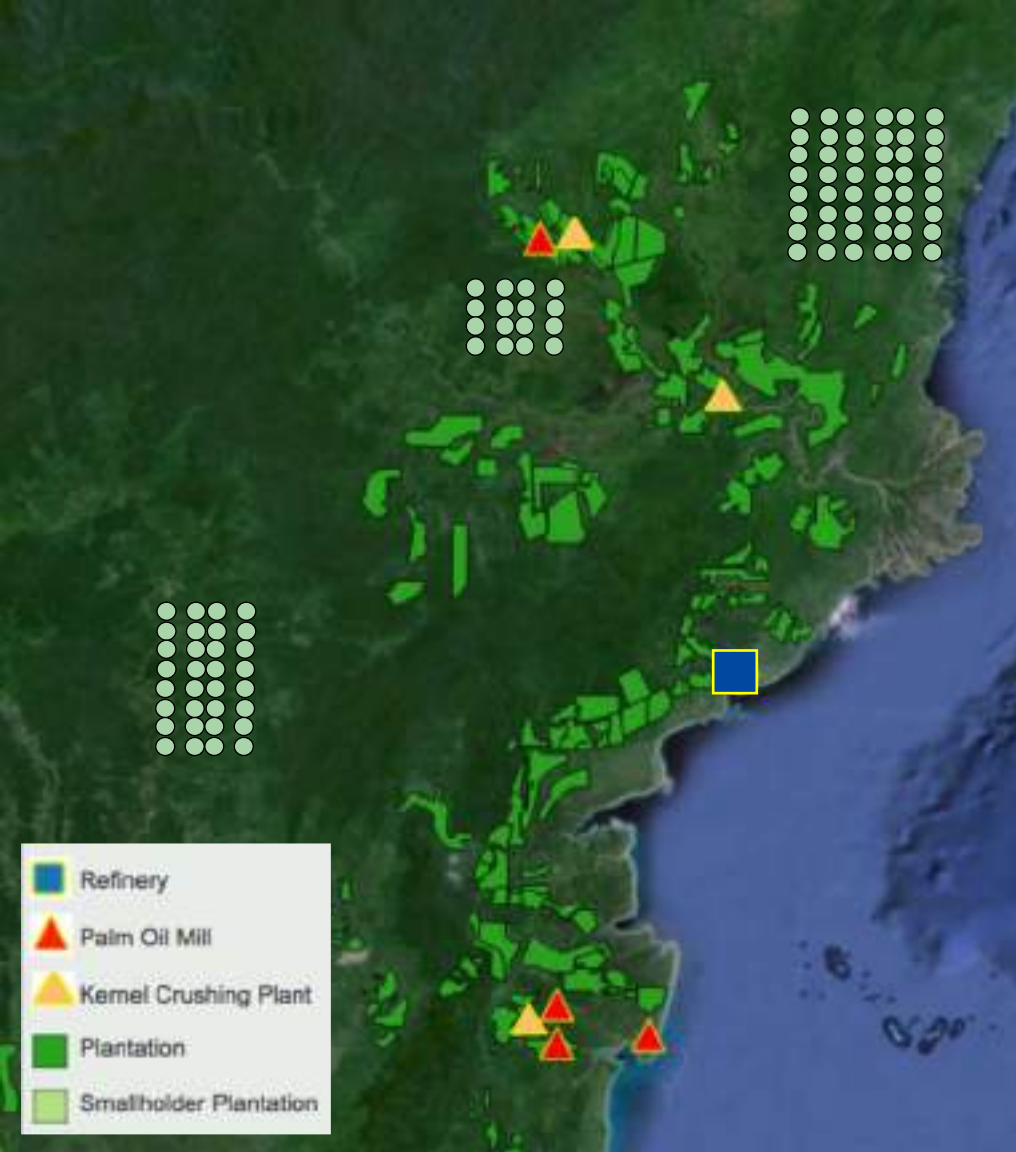 Refinery
Palm Oil Mill
Kernel Crushing Plant
Plantation
Smallholder Plantation